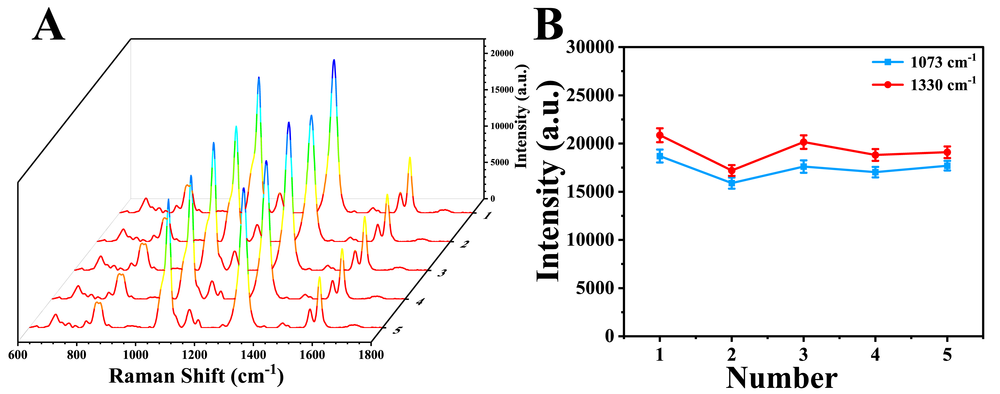 A
20000
15000
10000
5000
0
Intensity (a.u.)
1
2
3
4
5
600 800 1000 1200 1400 1600 1800
Raman Shift (cm⁻¹)
B
30000
25000
20000
15000
10000
5000
0
Intensity (a.u.)
1073 cm⁻¹
1330 cm⁻¹
1 2 3 4 5
Number